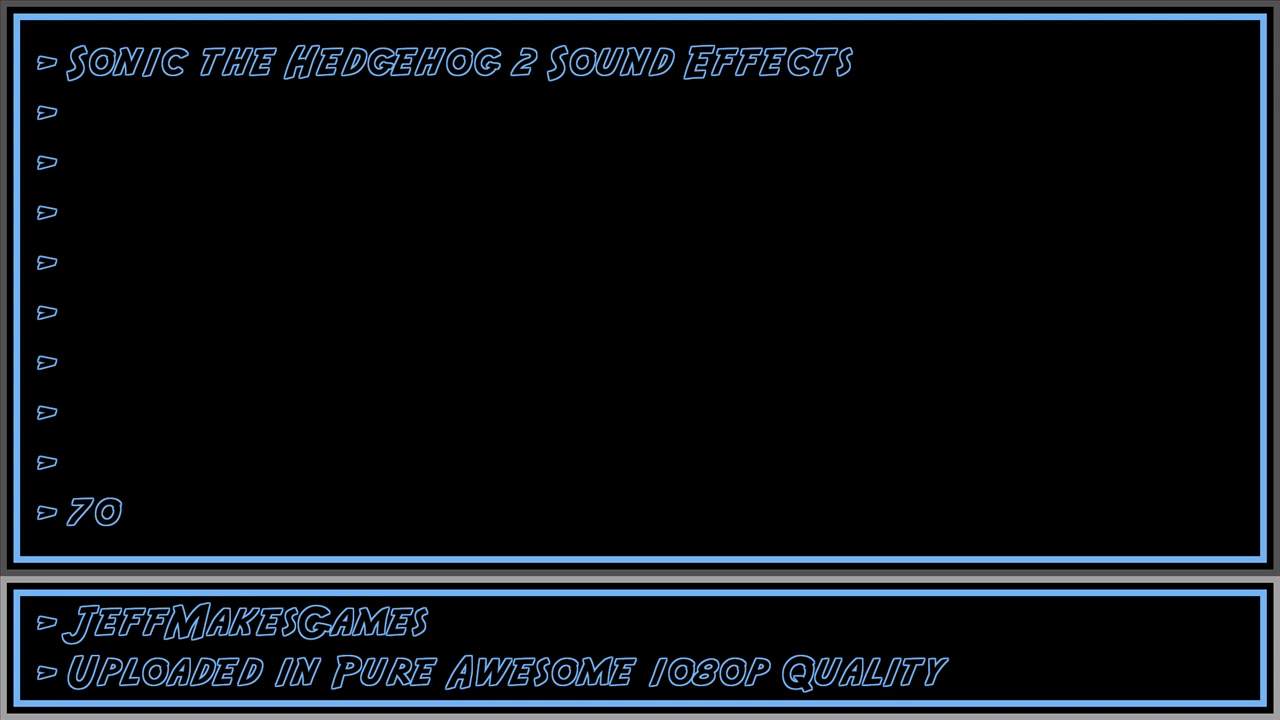 Sonic the Hedgehog 2 Sound Effects
70
JeffMakesGames
Uploaded in Pure Awesome 1080p Quality